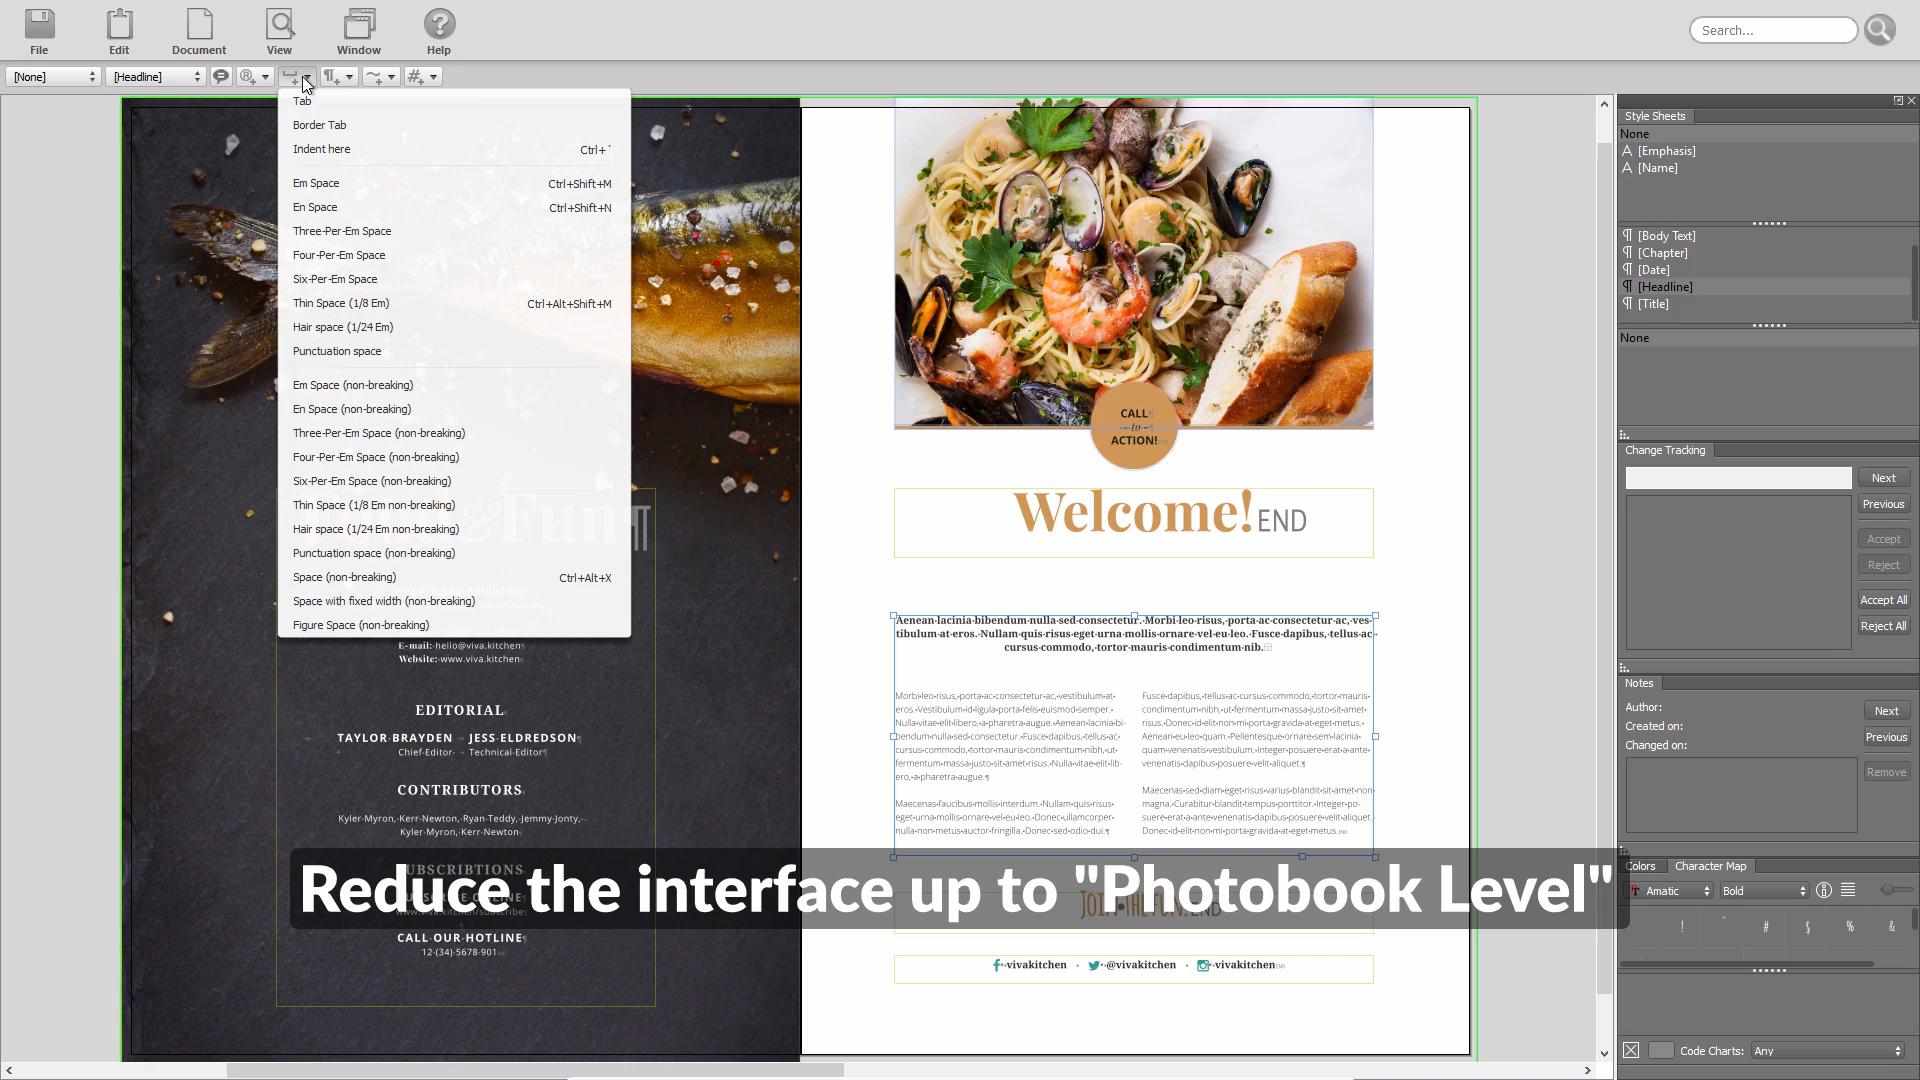 File
Edit
Document
View
Window
Help
Search...
[None]
[Headline]
Tab
Border Tab
Indent here Ctrl+´
Em Space Ctrl+Shift+M
En Space Ctrl+Shift+N
Three-Per-Em Space
Four-Per-Em Space
Six-Per-Em Space
Thin Space (1/8 Em) Ctrl+Alt+Shift+M
Hair space (1/24 Em)
Punctuation space
Em Space (non-breaking)
En Space (non-breaking)
Three-Per-Em Space (non-breaking)
Four-Per-Em Space (non-breaking)
Six-Per-Em Space (non-breaking)
Thin Space (1/8 Em non-breaking)
Hair space (1/24 Em non-breaking)
Punctuation space (non-breaking)
Space (non-breaking) Ctrl+Alt+X
Space with fixed width (non-breaking)
Figure Space (non-breaking)
&Fun¶
E-mail: hello@viva.kitchen
Website: www.viva.kitchen
EDITORIAL
TAYLOR BRAYDEN → JESS ELDREDSON¶
Chief-Editor → Technical-Editor¶
CONTRIBUTORS
Kyler-Myron, Kerr-Newton, Ryan-Teddy, Jemmy-Jonty,
Kyler-Myron, Kerr-Newton¶
UBSCRIBTIONS
www.viva.kitchen/subscribe
CALL OUR HOTLINE
12-(34)-5678-901
CALL¶
to
ACTION!
Welcome!END
Aenean lacinia bibendum nulla sed consectetur. Morbi leo risus, porta ac consectetur ac, ves-
tibulum at eros. Nullam quis risus eget urna mollis ornare vel eu leo. Fusce dapibus, tellus ac
cursus commodo, tortor mauris condimentum nib.
Morbi leo risus, porta ac consectetur ac, vestibulum at
eros. Vestibulum id ligula porta felis euismod semper.
Nulla vitae elit libero, a pharetra augue. Aenean lacinia bi-
bendum nulla sed consectetur. Fusce dapibus, tellus ac
cursus commodo, tortor mauris condimentum nibh, ut
fermentum massa justo sit amet risus. Nulla vitae elit lib-
ero, a pharetra augue.¶
Maecenas faucibus mollis interdum. Nullam quis risus
eget urna mollis ornare vel eu leo. Donec ullamcorper
nulla non metus auctor fringilla. Donec sed odio dui.¶
Fusce dapibus, tellus ac cursus commodo, tortor mauris
condimentum nibh, ut fermentum massa justo sit amet
risus. Donec id elit non mi porta gravida at eget metus.
Aenean eu leo quam. Pellentesque ornare sem lacinia
quam venenatis vestibulum. Integer posuere erat a ante
venenatis dapibus posuere velit aliquet.¶
Maecenas sed diam eget risus varius blandit sit amet non
magna. Curabitur blandit tempus porttitor. Integer po-
suere erat a ante venenatis dapibus posuere velit aliquet.
Donec id elit non mi porta gravida at eget metus.
Reduce the interface up to "Photobook Level"
JOIN THE FUN! END
vivakitchen · @vivakitchen · vivakitchen
Style Sheets
None
[Emphasis]
[Name]
[Body Text]
[Chapter]
[Date]
[Headline]
[Title]
None
Change Tracking
Next
Previous
Accept
Reject
Accept All
Reject All
Notes
Author:
Created on:
Changed on:
Next
Previous
Remove
Colors
Character Map
Amatic
Bold
! " # $ % &
Code Charts: Any